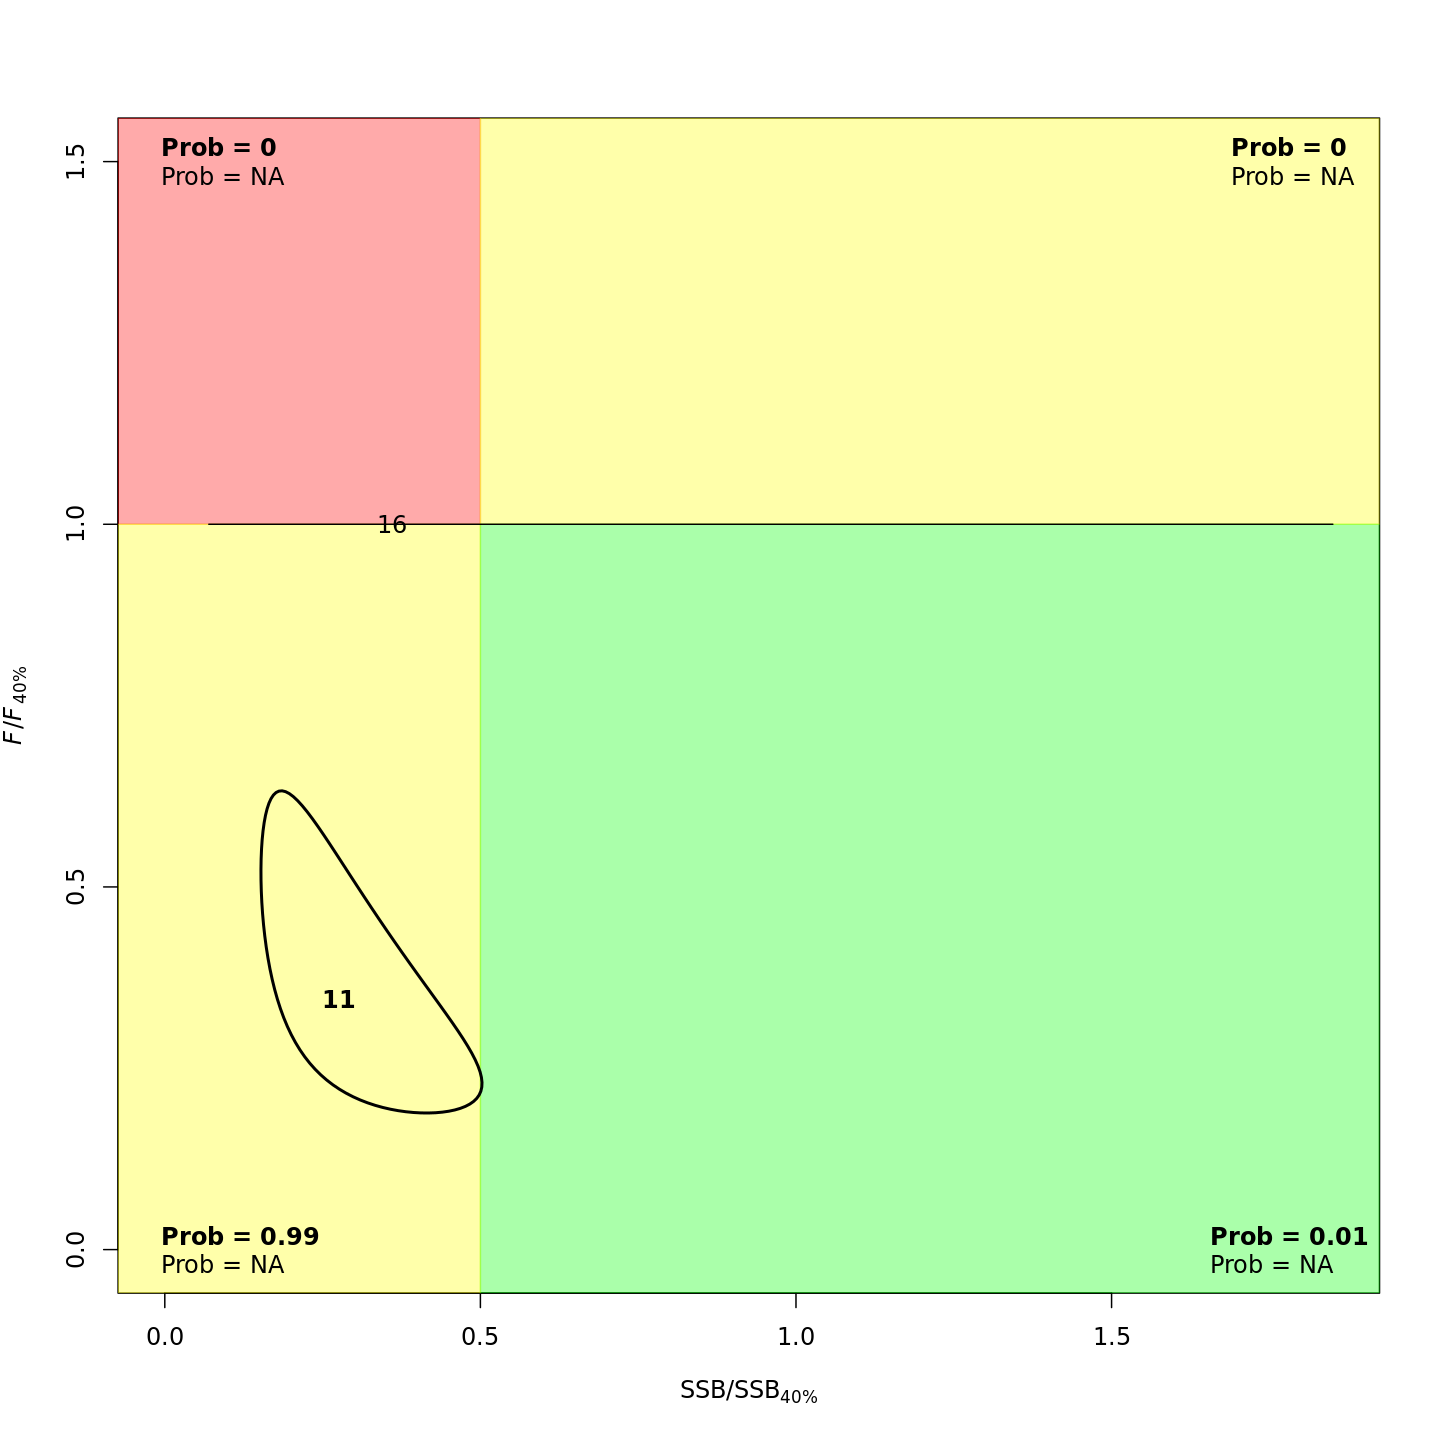 Prob = 0
Prob = NA
Prob = 0
Prob = NA
1.5
1.0
0.5
0.0
F/F40%
16
11
Prob = 0.99
Prob = NA
Prob = 0.01
Prob = NA
0.0 0.5 1.0 1.5
SSB/SSB40%